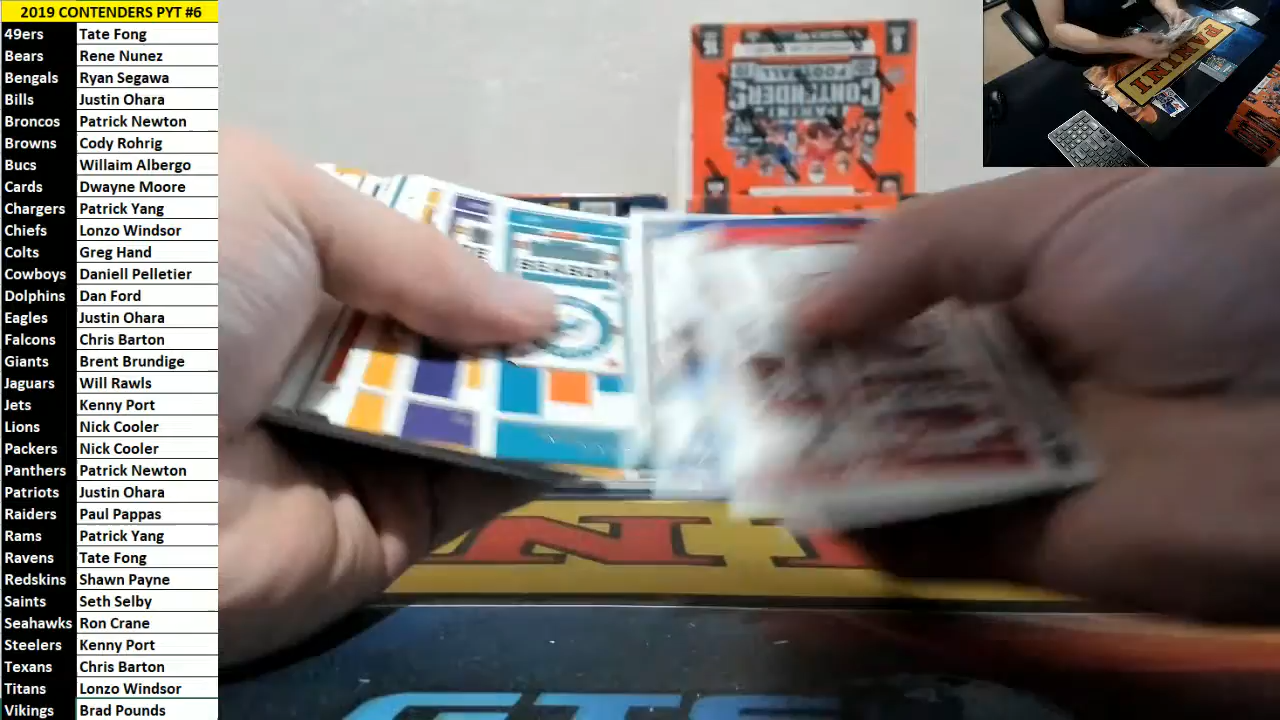 2019 CONTENDERS PYT #6
49ers Tate Fong
Bears Rene Nunez
Bengals Ryan Segawa
Bills Justin Ohara
Broncos Patrick Newton
Browns Cody Rohrig
Bucs Willaim Albergo
Cards Dwayne Moore
Chargers Patrick Yang
Chiefs Lonzo Windsor
Colts Greg Hand
Cowboys Daniell Pelletier
Dolphins Dan Ford
Eagles Justin Ohara
Falcons Chris Barton
Giants Brent Brundige
Jaguars Will Rawls
Jets Kenny Port
Lions Nick Cooler
Packers Nick Cooler
Panthers Patrick Newton
Patriots Justin Ohara
Raiders Paul Pappas
Rams Patrick Yang
Ravens Tate Fong
Redskins Shawn Payne
Saints Seth Selby
Seahawks Ron Crane
Steelers Kenny Port
Texans Chris Barton
Titans Lonzo Windsor
Vikings Brad Pounds
FOOTBALL
CONTENDERS
PANINI
SEASON
PANINI
GTS